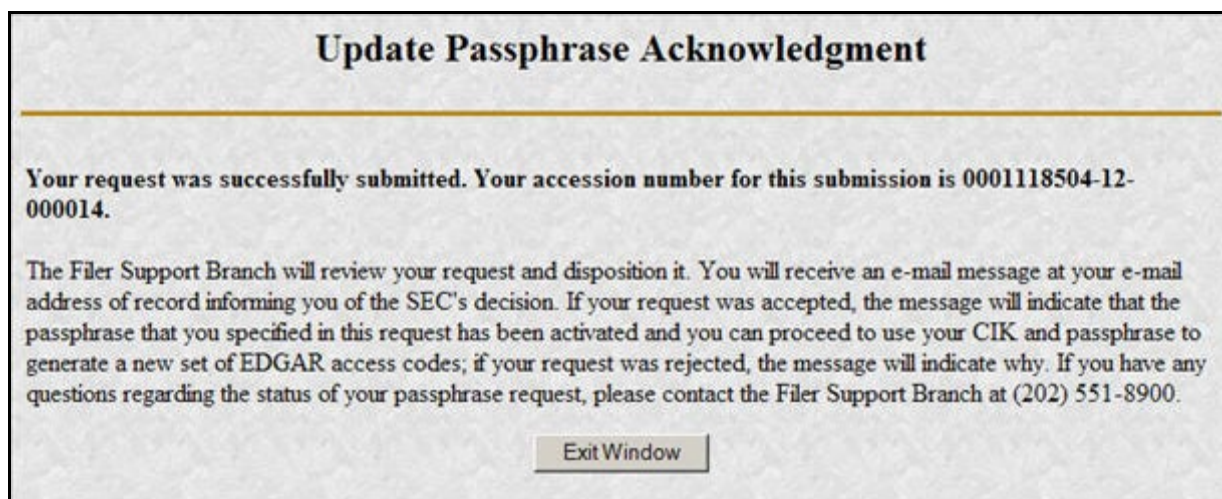 Update Passphrase Acknowledgment
Your request was successfully submitted. Your accession number for this submission is 0001118504-12-
000014.
The Filer Support Branch will review your request and disposition it. You will receive an e-mail message at your e-mail
address of record informing you of the SEC's decision. If your request was accepted, the message will indicate that the
passphrase that you specified in this request has been activated and you can proceed to use your CIK and passphrase to
generate a new set of EDGAR access codes; if your request was rejected, the message will indicate why. If you have any
questions regarding the status of your passphrase request, please contact the Filer Support Branch at (202) 551-8900.
Exit Window